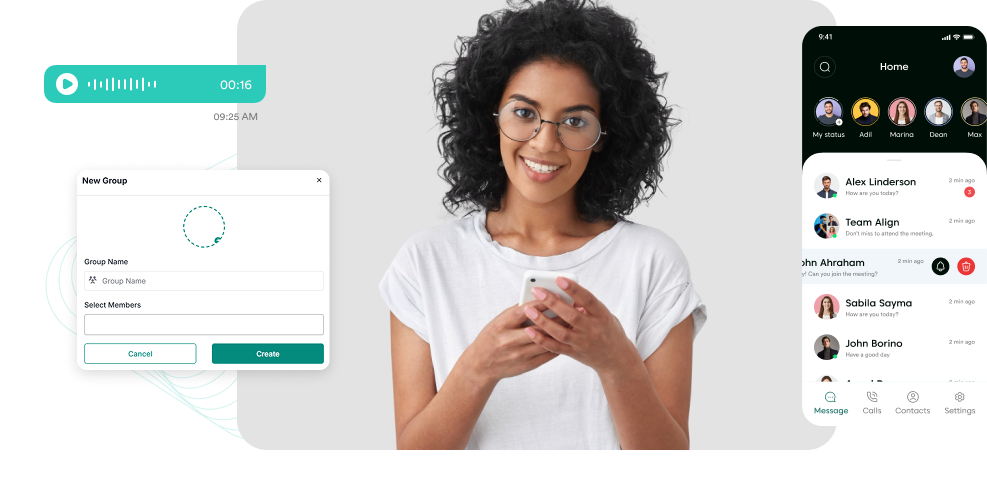 00:16
09:25 AM
New Group
×
Group Name
Group Name
Select Members
Cancel
Create
9:41
Home
My status
Adil
Marina
Dean
Max
Alex Linderson
2 min ago
How are you today?
3
Team Align
2 min ago
Don't miss to attend the meeting.
ohn Ahraham
2 min ago
y! Can you join the meeting?
Sabila Sayma
2 min ago
How are you today?
John Borino
2 min ago
Have a good day
Message
Calls
Contacts
Settings